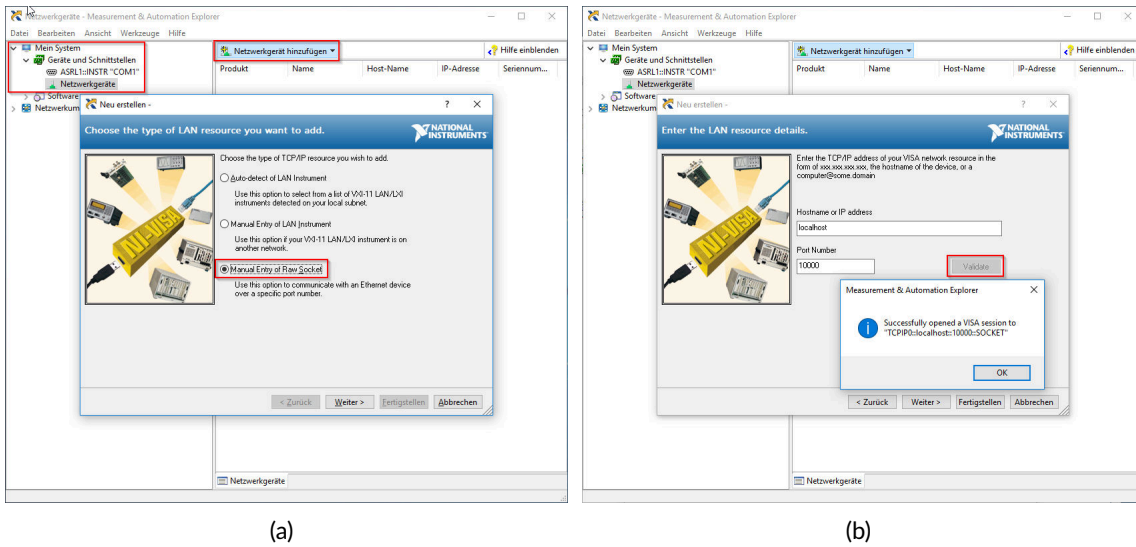 Netzwerkgeräte - Measurement & Automation Explorer
Datei Bearbeiten Ansicht Werkzeuge Hilfe
Mein System
Geräte und Schnittstellen
ASRL1::INSTR "COM1"
Netzwerkgeräte
Software
Netzwerkum
Netzwerkgerät hinzufügen
Hilfe einblenden
Produkt Name Host-Name IP-Adresse Seriennum...
Neu erstellen -
? ×
Choose the type of LAN resource you want to add.
NATIONAL
INSTRUMENTS
NI-VISA
Choose the type of TCP/IP resource you wish to add.
Auto-detect of LAN Instrument
Use this option to select from a list of VXI-11 LAN/LXI
instruments detected on your local subnet.
Manual Entry of LAN Instrument
Use this option if your VXI-11 LAN/LXI instrument is on
another network.
Manual Entry of Raw Socket
Use this option to communicate with an Ethernet device
over a specific port number.
< Zurück Weiter > Fertigstellen Abbrechen
Netzwerkgeräte
(a)
Netzwerkgeräte - Measurement & Automation Explorer
Datei Bearbeiten Ansicht Werkzeuge Hilfe
Mein System
Geräte und Schnittstellen
ASRL1::INSTR "COM1"
Netzwerkgeräte
Software
Netzwerkum
Netzwerkgerät hinzufügen
Hilfe einblenden
Produkt Name Host-Name IP-Adresse Seriennum...
Neu erstellen -
? ×
Enter the LAN resource details.
NATIONAL
INSTRUMENTS
NI-VISA
Enter the TCP/IP address of your VISA network resource in the
form of xxx.xxx.xxx.xxx, the hostname of the device, or a
computer@some.domain
Hostname or IP address
localhost
Port Number
10000
Validate
Measurement & Automation Explorer
Successfully opened a VISA session to
"TCPIP0::localhost::10000::SOCKET"
OK
< Zurück Weiter > Fertigstellen Abbrechen
Netzwerkgeräte
(b)